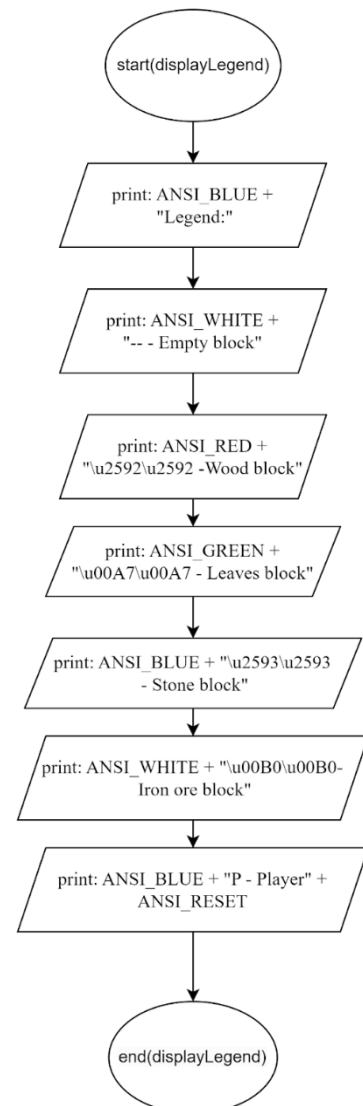 start(displayLegend)
print: ANSI_BLUE +
"Legend:"
print: ANSI_WHITE +
"-- - Empty block"
print: ANSI_RED +
"\u2592\u2592 -Wood block"
print: ANSI_GREEN +
"\u00A7\u00A7 - Leaves block"
print: ANSI_BLUE + "\u2593\u2593
- Stone block"
print: ANSI_WHITE + "\u00B0\u00B0-
Iron ore block"
print: ANSI_BLUE + "P - Player" +
ANSI_RESET
end(displayLegend)